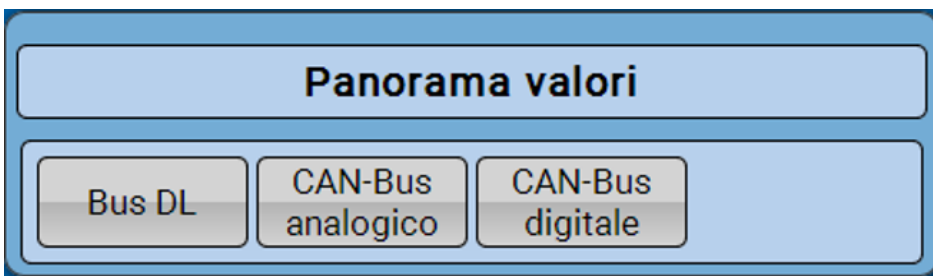 Panorama valori
Bus DL
CAN-Bus
analogico
CAN-Bus
digitale